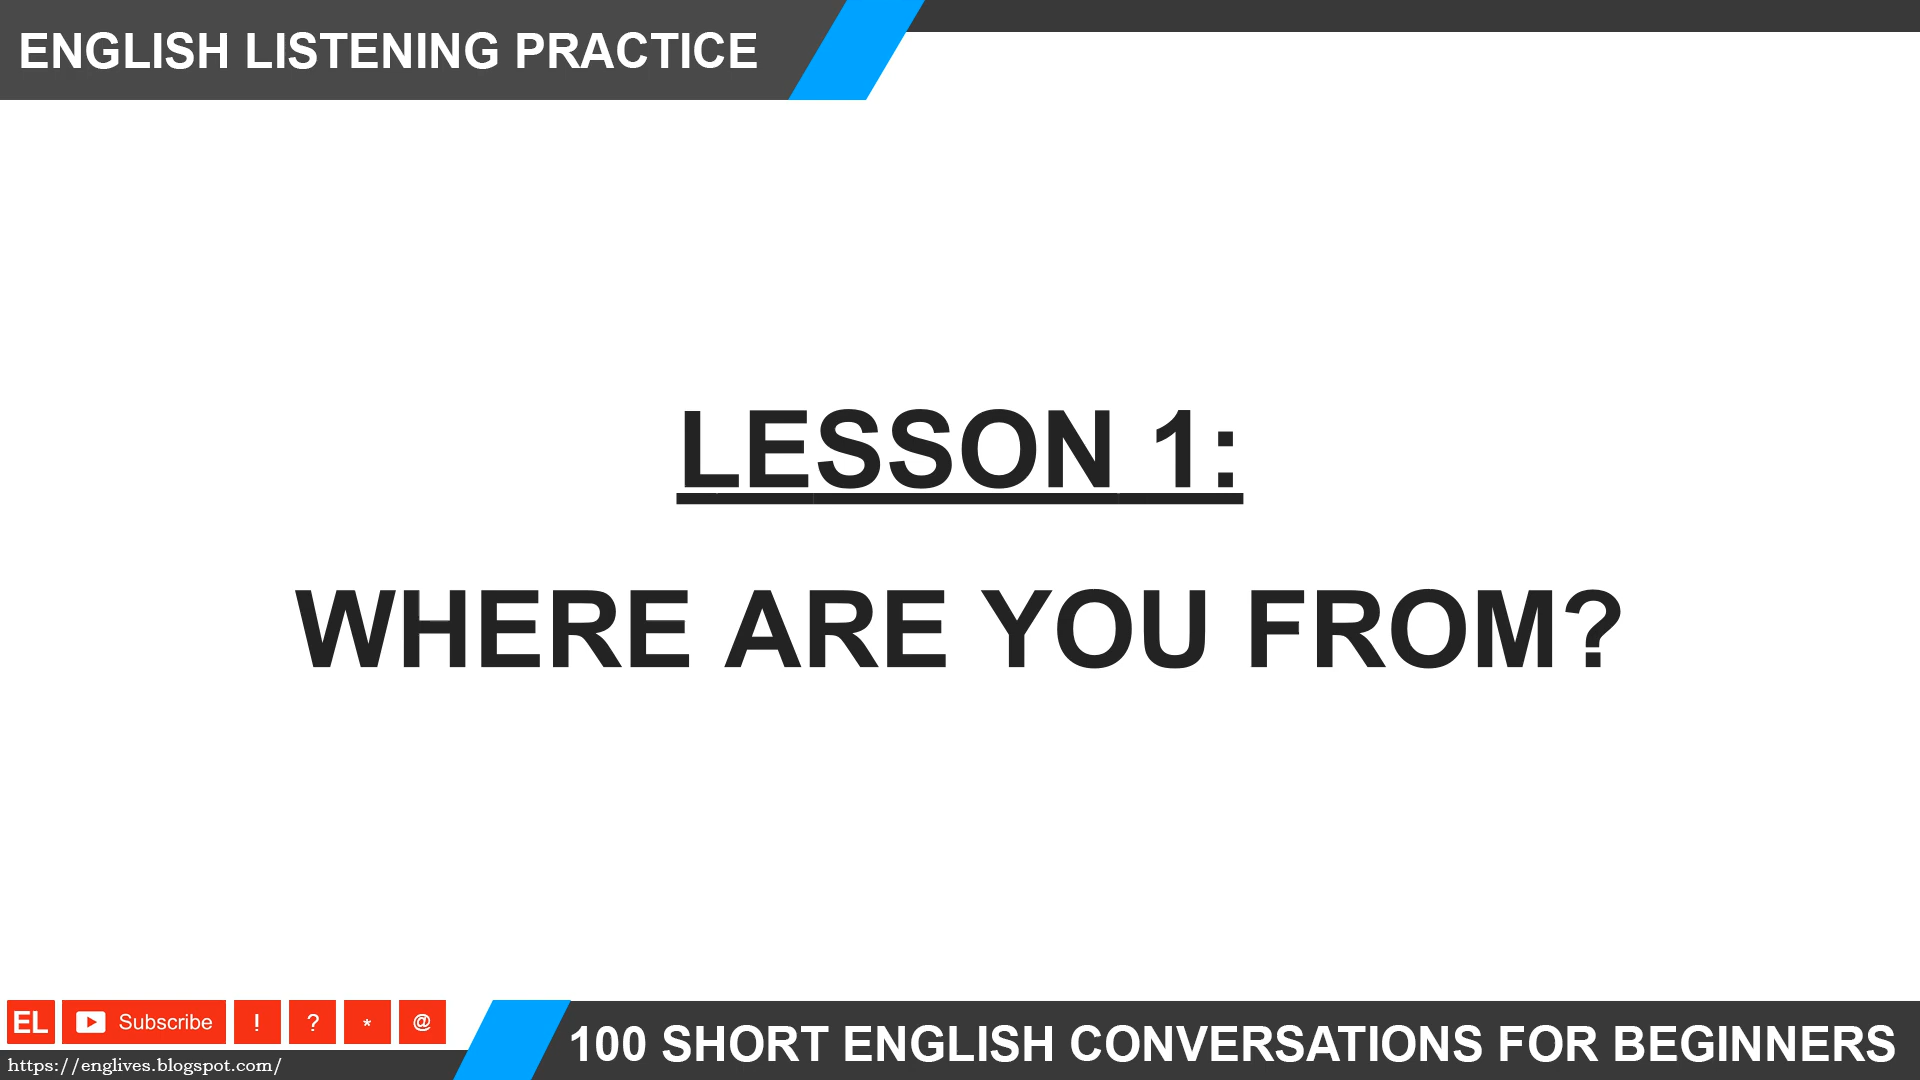 ENGLISH LISTENING PRACTICE
LESSON 1:
WHERE ARE YOU FROM?
EL Subscribe ! ? * @
https://englives.blogspot.com/
100 SHORT ENGLISH CONVERSATIONS FOR BEGINNERS